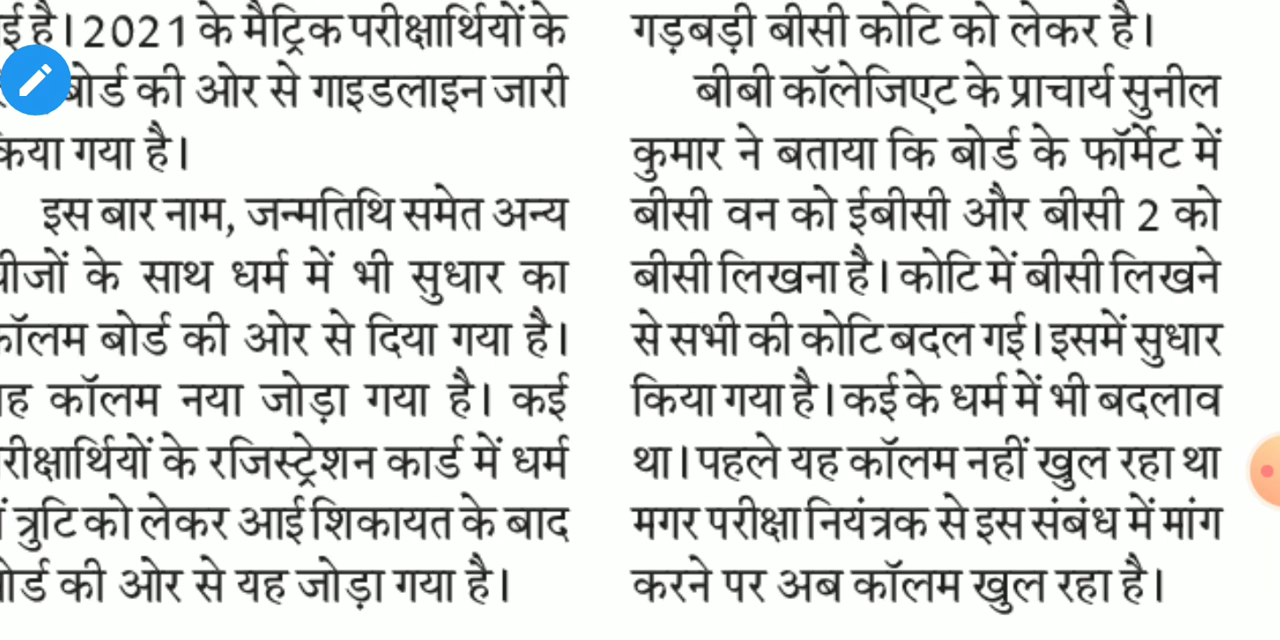 है। 2021 के मैट्रिक परीक्षार्थियों के
बोर्ड की ओर से गाइडलाइन जारी
गया है।
इस बार नाम, जन्मतिथि समेत अन्य
के साथ धर्म में भी सुधार का
बोर्ड की ओर से दिया गया है।
कॉलम नया जोड़ा गया है। कई
के रजिस्ट्रेशन कार्ड में धर्म
त्रुटि को लेकर आई शिकायत के बाद
की ओर से यह जोड़ा गया है।
गड़बड़ी बीसी कोटि को लेकर है।
बीबी कॉलेजिएट के प्राचार्य सुनील
कुमार ने बताया कि बोर्ड के फॉर्मेट में
बीसी वन को ईबीसी और बीसी 2 को
बीसी लिखना है। कोटि में बीसी लिखने
से सभी की कोटि बदल गई। इसमें सुधार
किया गया है। कई के धर्म में भी बदलाव
था। पहले यह कॉलम नहीं खुल रहा था
मगर परीक्षा नियंत्रक से इस संबंध में मांग
करने पर अब कॉलम खुल रहा है।